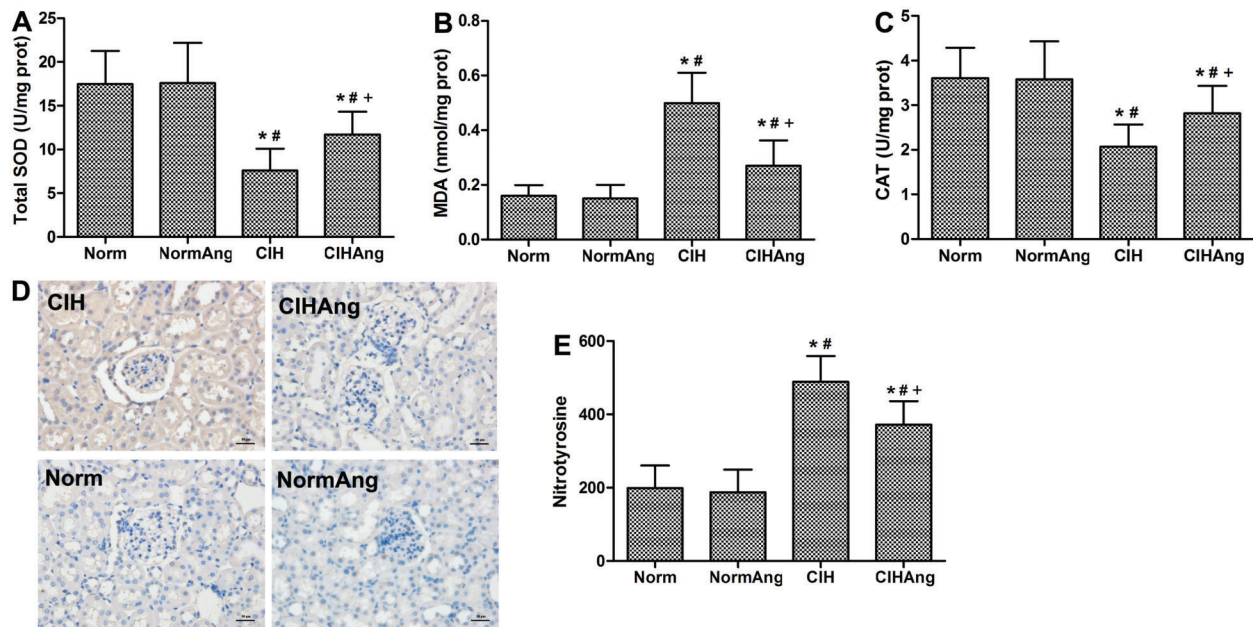 A
Total SOD (U/mg prot)
25
20
15
10
5
0
* #
* # +
Norm
NormAng
CIH
CIHAng
B
MDA (nmol/mg prot)
0.8
0.6
0.4
0.2
0.0
* #
* # +
Norm
NormAng
CIH
CIHAng
C
CAT (U/mg prot)
5
4
3
2
1
0
* #
* # +
Norm
NormAng
CIH
CIHAng
D
CIH
CIHAng
Norm
NormAng
E
Nitrotyrosine
600
400
200
0
* #
* # +
Norm
NormAng
CIH
CIHAng